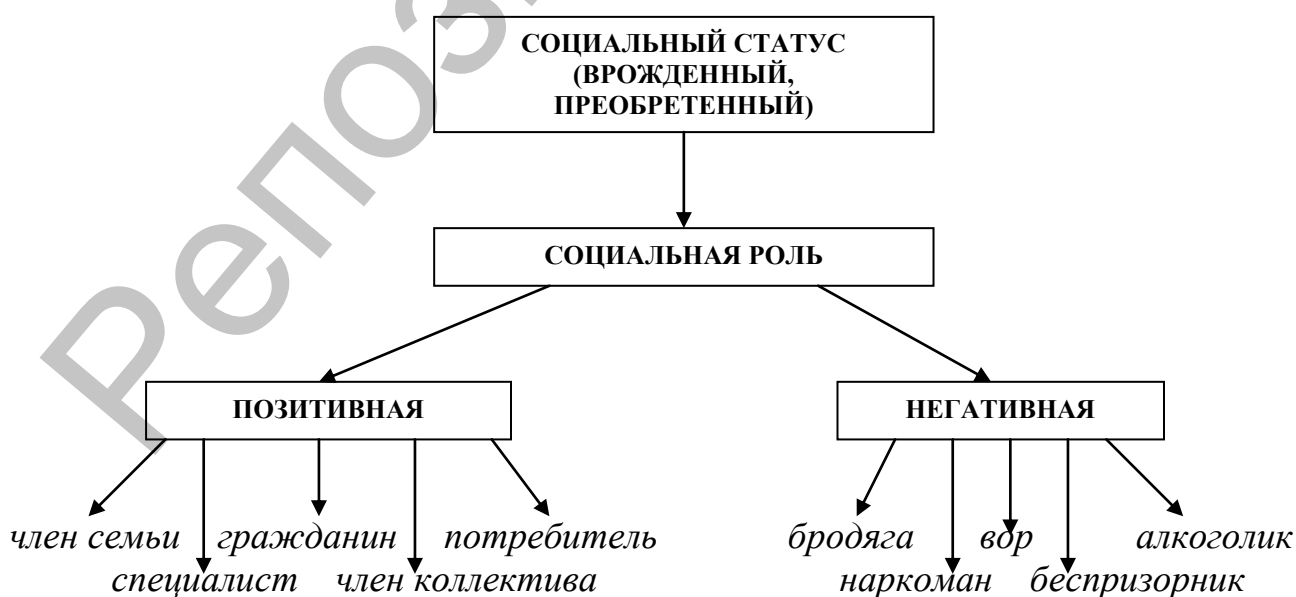 СОЦИАЛЬНЫЙ СТАТУС
(ВРОЖДЕННЫЙ,
ПРЕОБРЕТЕННЫЙ)
СОЦИАЛЬНАЯ РОЛЬ
ПОЗИТИВНАЯ
НЕГАТИВНАЯ
член семьи гражданин потребитель
специалист член коллектива
бродяга вор алкоголик
наркоман беспризорник